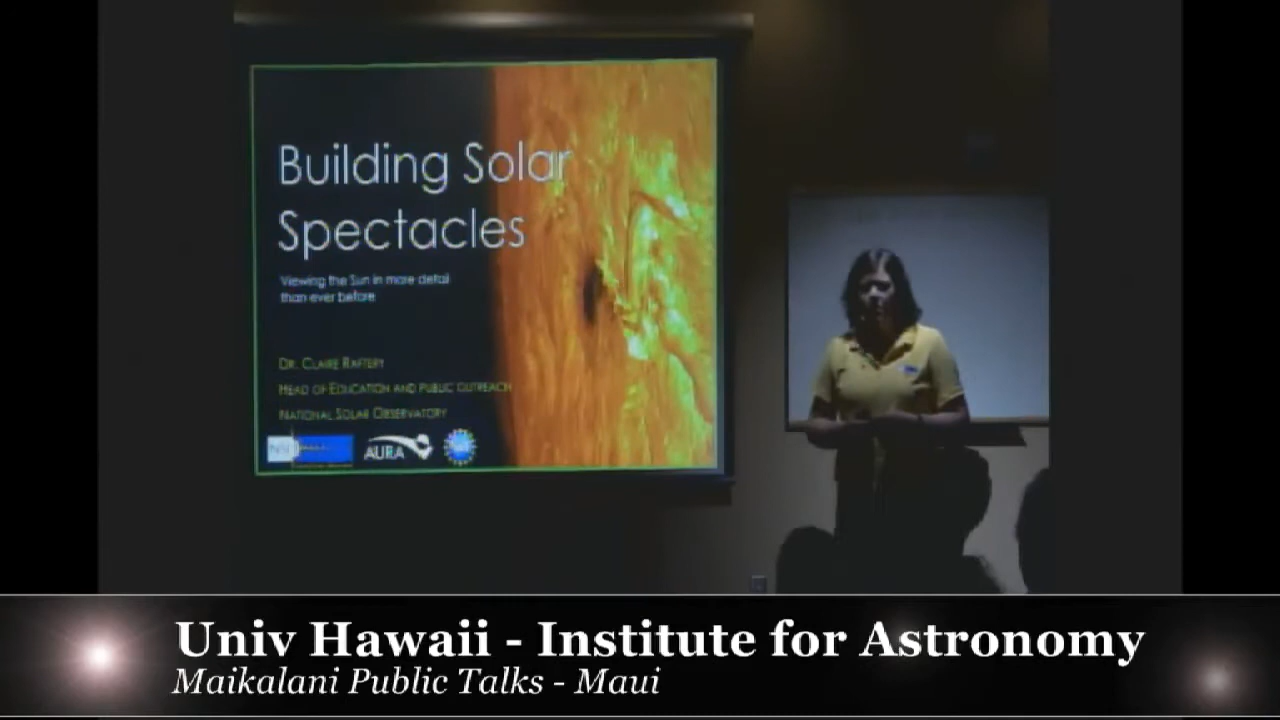 Building Solar
Spectacles
Viewing the Sun in more detail
than ever before
DR. CLAIRE RAFTERY
HEAD OF EDUCATION AND PUBLIC OUTREACH
NATIONAL SOLAR OBSERVATORY
AURA
Univ Hawaii - Institute for Astronomy
Maikalani Public Talks - Maui